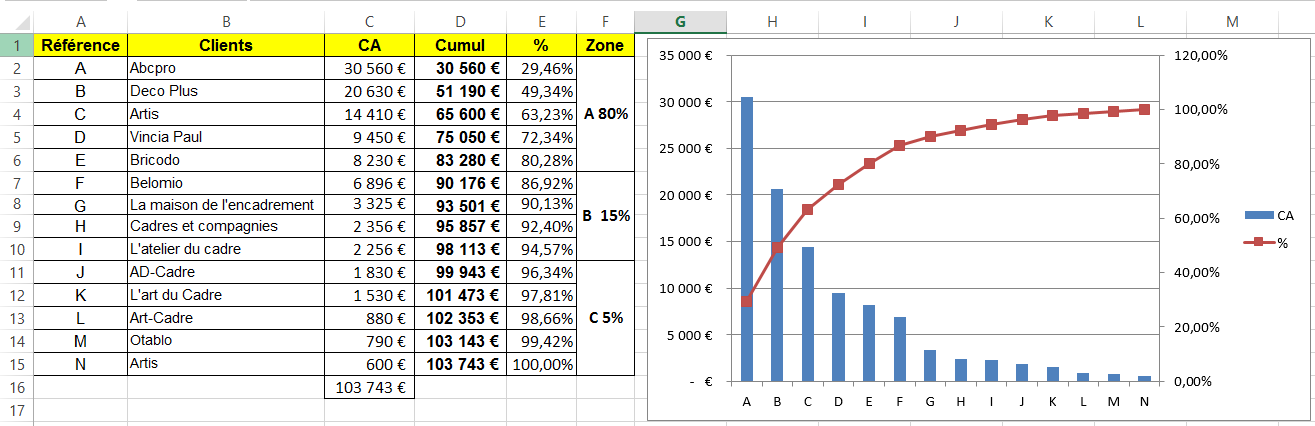 A B C D E F G H I J K L M
1 Référence Clients CA Cumul % Zone
2 A Abcpro 30 560 € 30 560 € 29,46%
3 B Deco Plus 20 630 € 51 190 € 49,34%
4 C Artis 14 410 € 65 600 € 63,23% A 80%
5 D Vincia Paul 9 450 € 75 050 € 72,34%
6 E Bricodo 8 230 € 83 280 € 80,28%
7 F Belomio 6 896 € 90 176 € 86,92%
8 G La maison de l'encadrement 3 325 € 93 501 € 90,13% B 15%
9 H Cadres et compagnies 2 356 € 95 857 € 92,40%
10 I L'atelier du cadre 2 256 € 98 113 € 94,57%
11 J AD-Cadre 1 830 € 99 943 € 96,34%
12 K L'art du Cadre 1 530 € 101 473 € 97,81%
13 L Art-Cadre 880 € 102 353 € 98,66% C 5%
14 M Otablo 790 € 103 143 € 99,42%
15 N Artis 600 € 103 743 € 100,00%
16 103 743 €
17
35 000 €
30 000 €
25 000 €
20 000 €
15 000 €
10 000 €
5 000 €
- €
120,00%
100,00%
80,00%
60,00%
40,00%
20,00%
0,00%
A B C D E F G H I J K L M N
CA
%